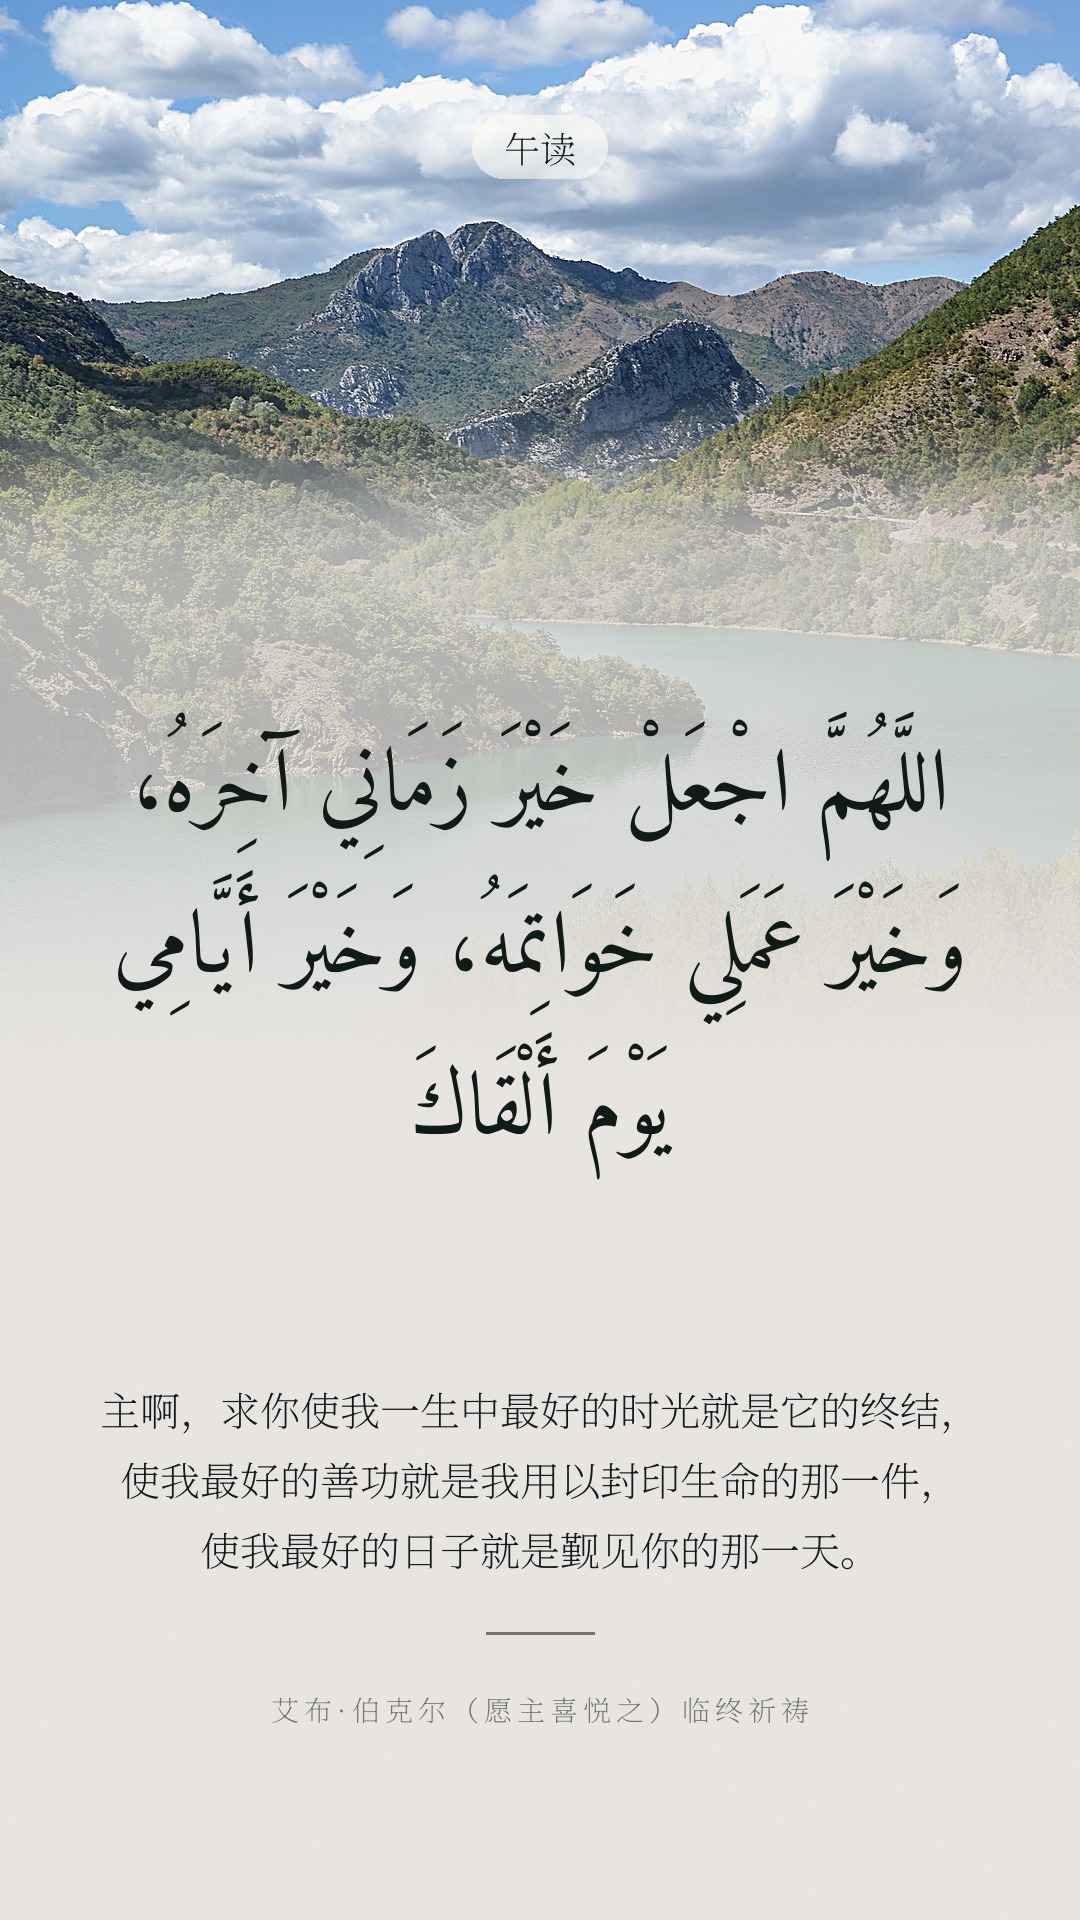 午读
اللَّهُمَّ اجْعَلْ خَيْرَ زَمَانِي آخِرَهُ،
وَخَيْرَ عَمَلِي خَوَاتِمَهُ، وَخَيْرَ أَيَّامِي
يَوْمَ أَلْقَاكَ
主啊，求你使我一生中最好的时光就是它的终结，
使我最好的善功就是我用以封印生命的那一件，
使我最好的日子就是觐见你的那一天。
艾布·伯克尔（愿主喜悦之）临终祈祷